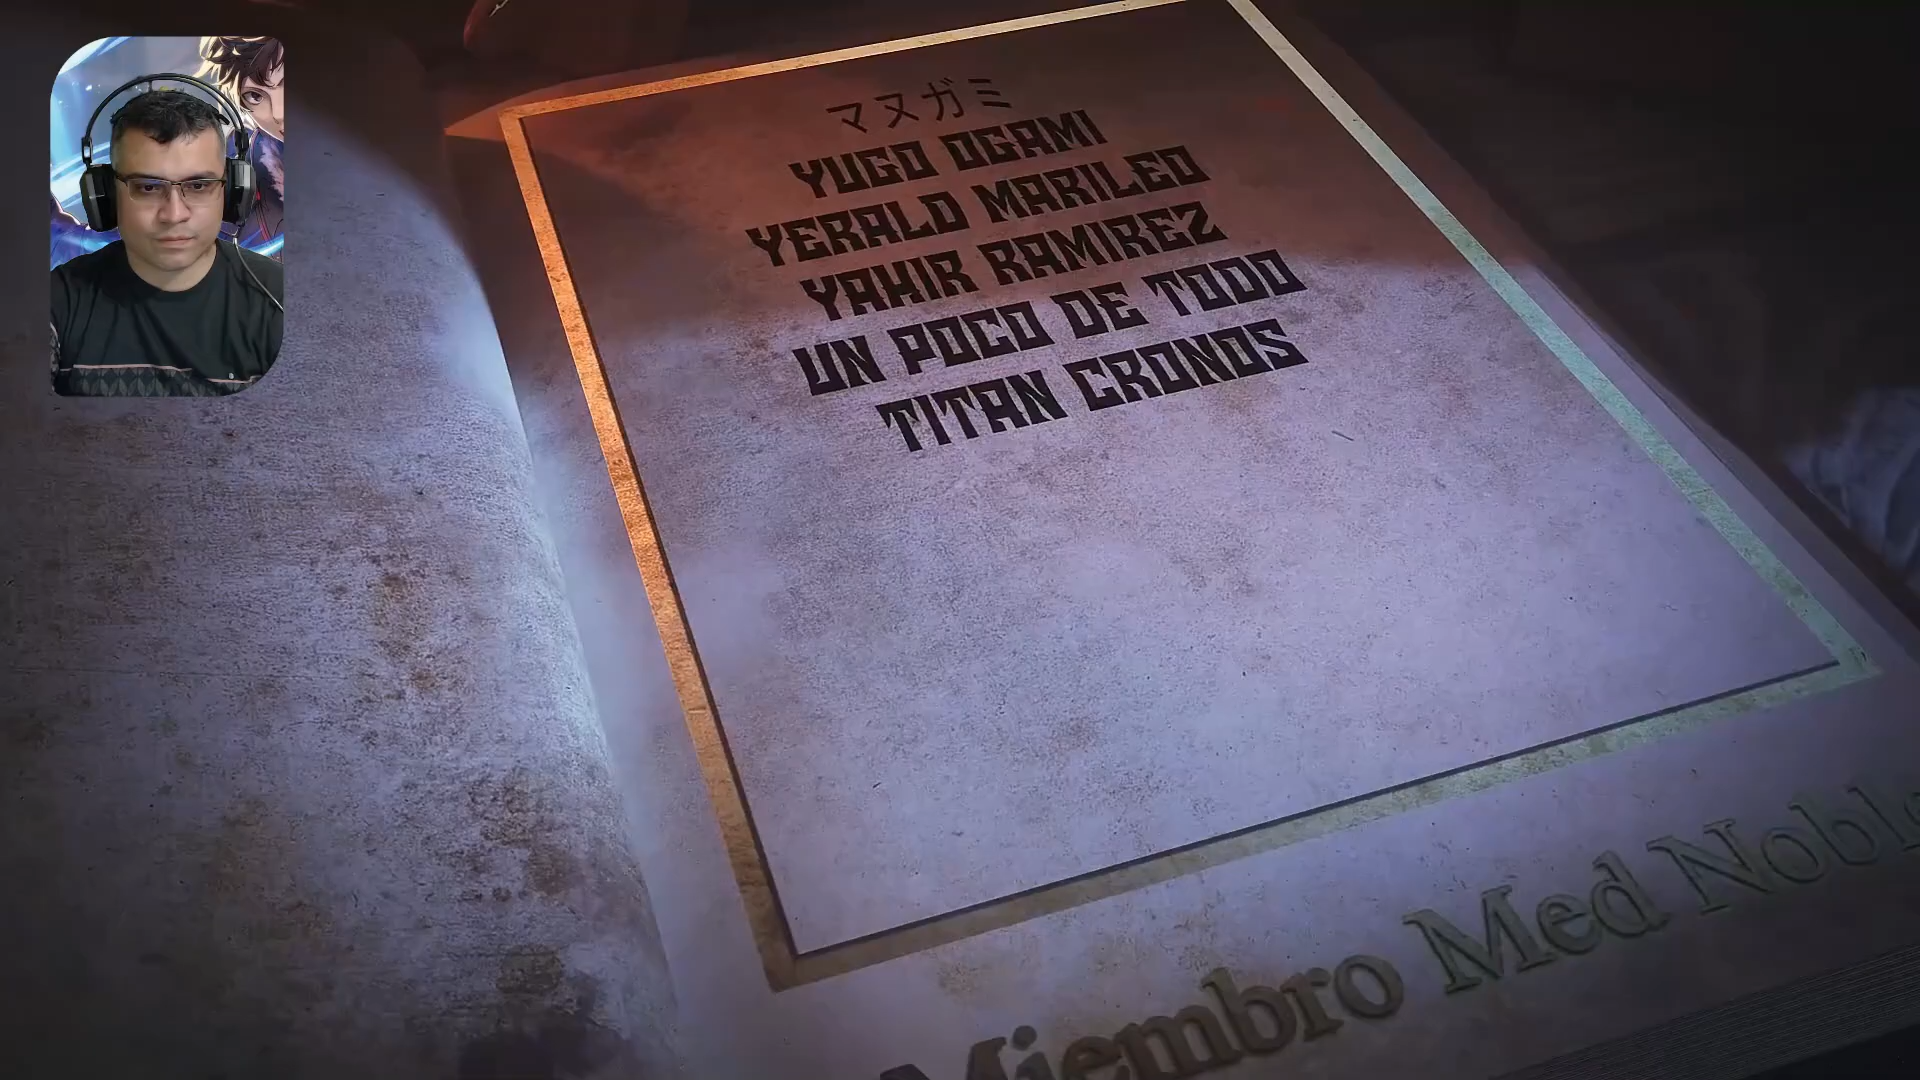 マヌガミ
YUGO OGAMI
YERALD MARILEO
YAHIR RAMIREZ
UN POCO DE TODO
TITAN CRONOS
Miembro Med Noble